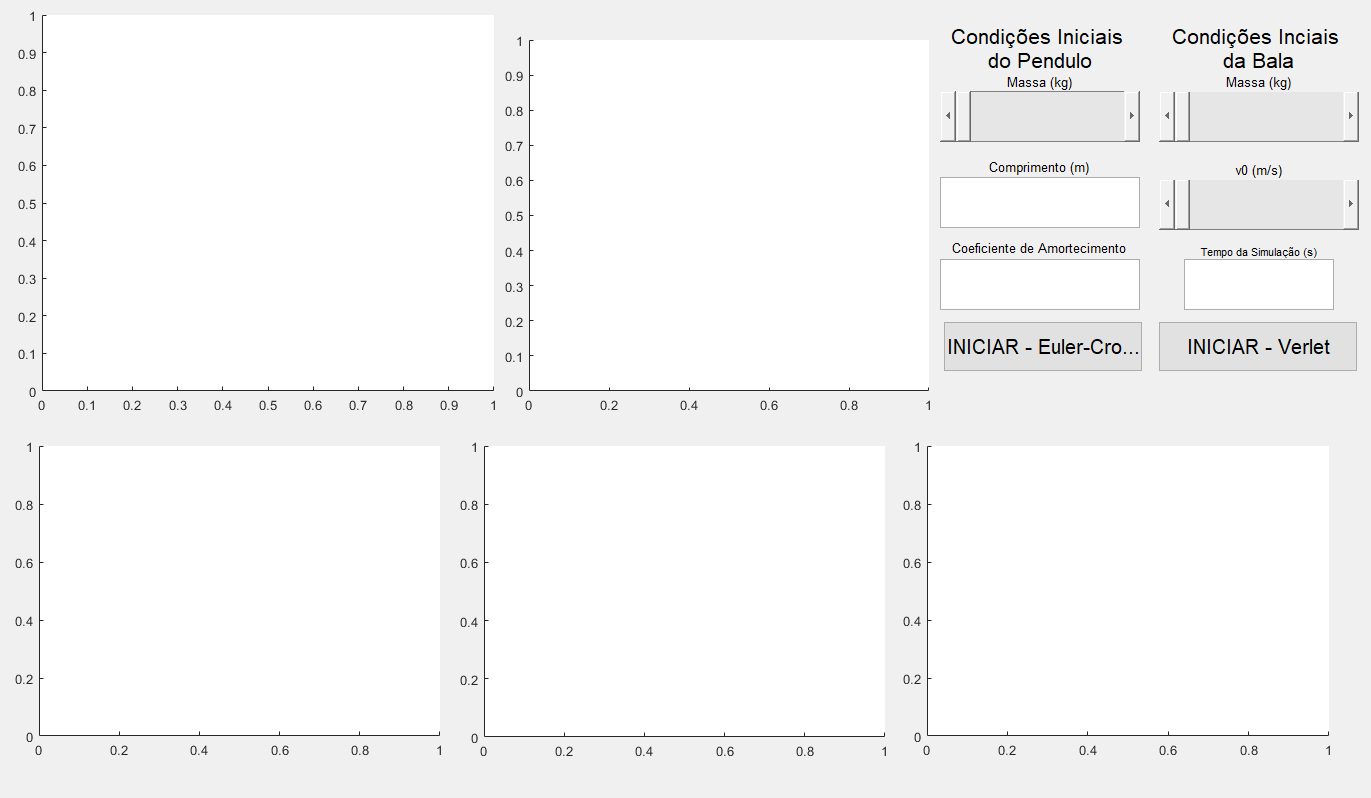 1
0.9
0.8
0.7
0.6
0.5
0.4
0.3
0.2
0.1
0
0 0.1 0.2 0.3 0.4 0.5 0.6 0.7 0.8 0.9 1
1
0.9
0.8
0.7
0.6
0.5
0.4
0.3
0.2
0.1
0
0 0.2 0.4 0.6 0.8 1
Condições Iniciais
do Pendulo
Massa (kg)
Comprimento (m)
Coeficiente de Amortecimento
INICIAR - Euler-Cro...
Condições Inciais
da Bala
Massa (kg)
v0 (m/s)
Tempo da Simulação (s)
INICIAR - Verlet
1
0.8
0.6
0.4
0.2
0
0 0.2 0.4 0.6 0.8 1
1
0.8
0.6
0.4
0.2
0
0 0.2 0.4 0.6 0.8 1
1
0.8
0.6
0.4
0.2
0
0 0.2 0.4 0.6 0.8 1